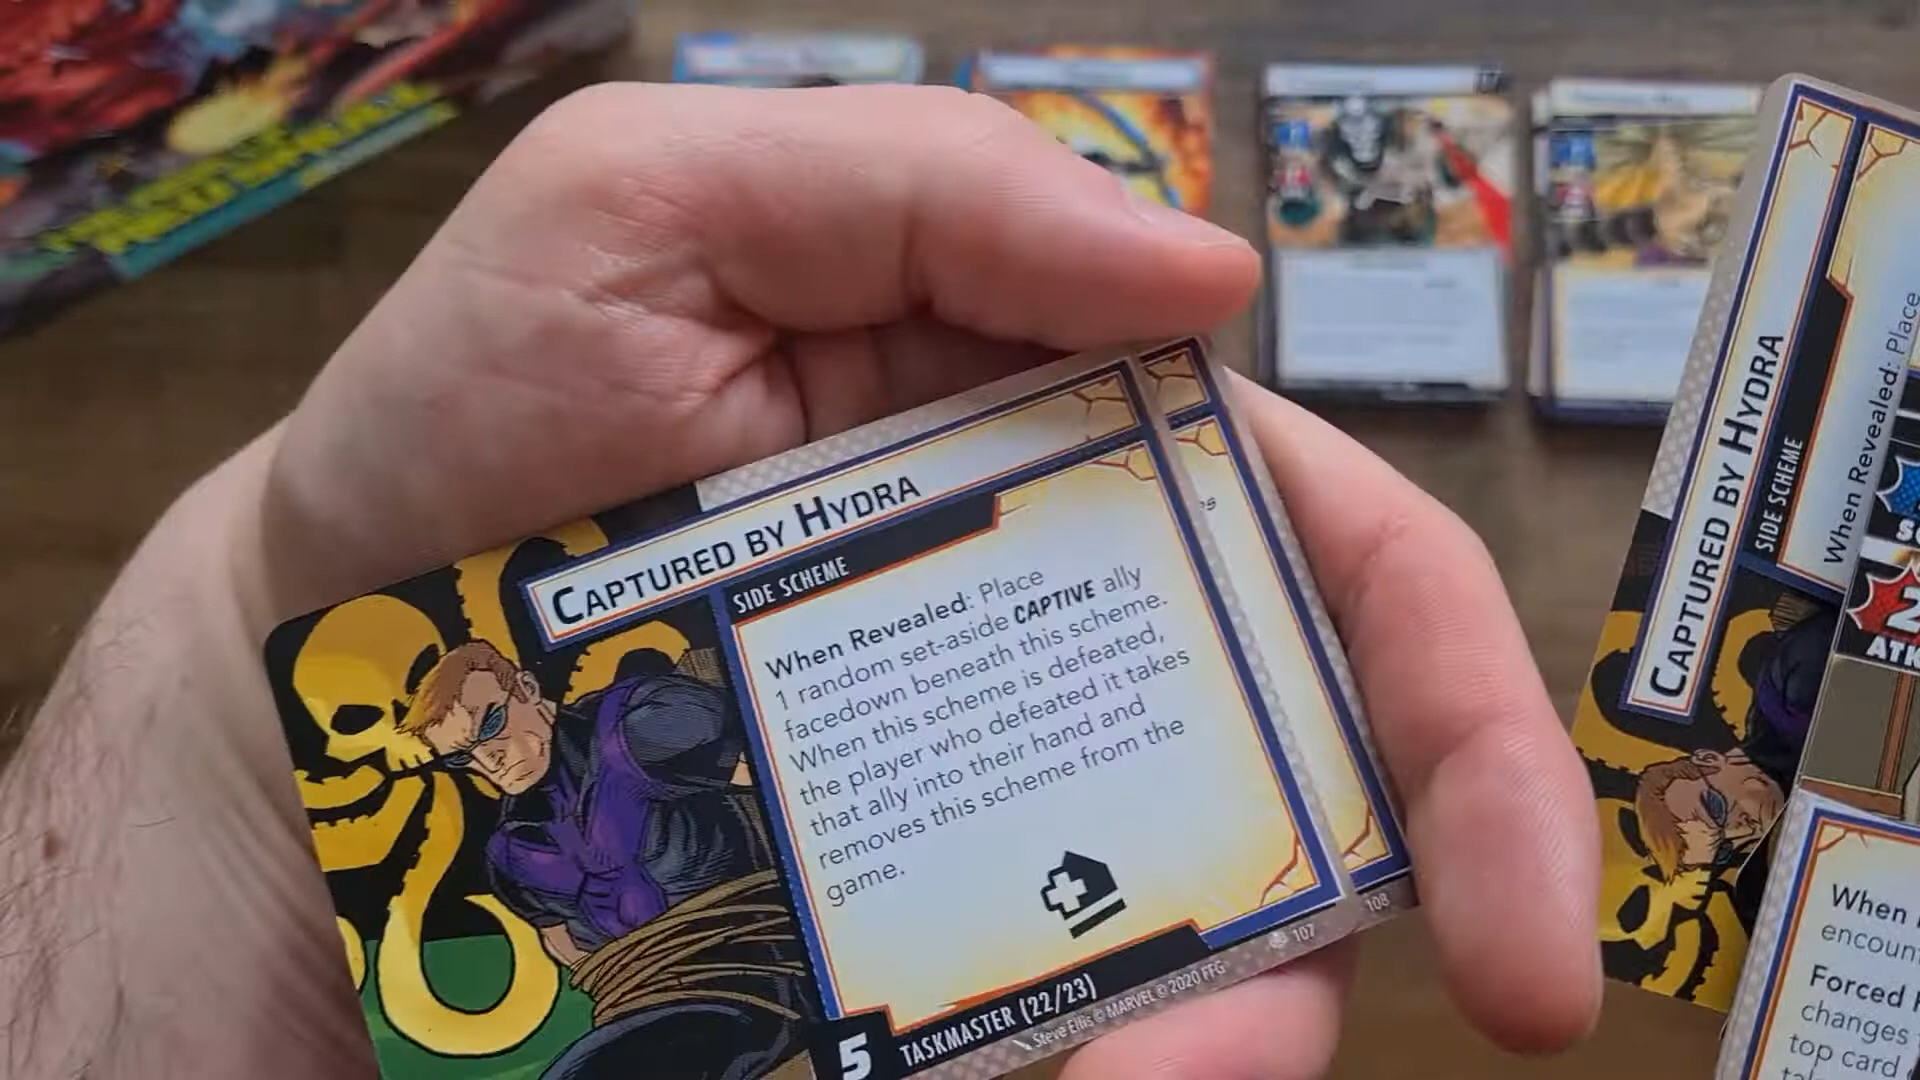 CAPTURED BY HYDRA
SIDE SCHEME
When Revealed: Place
1 random set-aside CAPTIVE ally
facedown beneath this scheme.
When this scheme is defeated,
the player who defeated it takes
that ally into their hand and
removes this scheme from the
game.
5
TASKMASTER (22/23)
Steve Ellis © MARVEL © 2020 FFG
107
108
CAPTURED BY HYDRA
SIDE SCHEME
When Revealed: Place
2
ATK
When
encoun
Forced
changes
top card